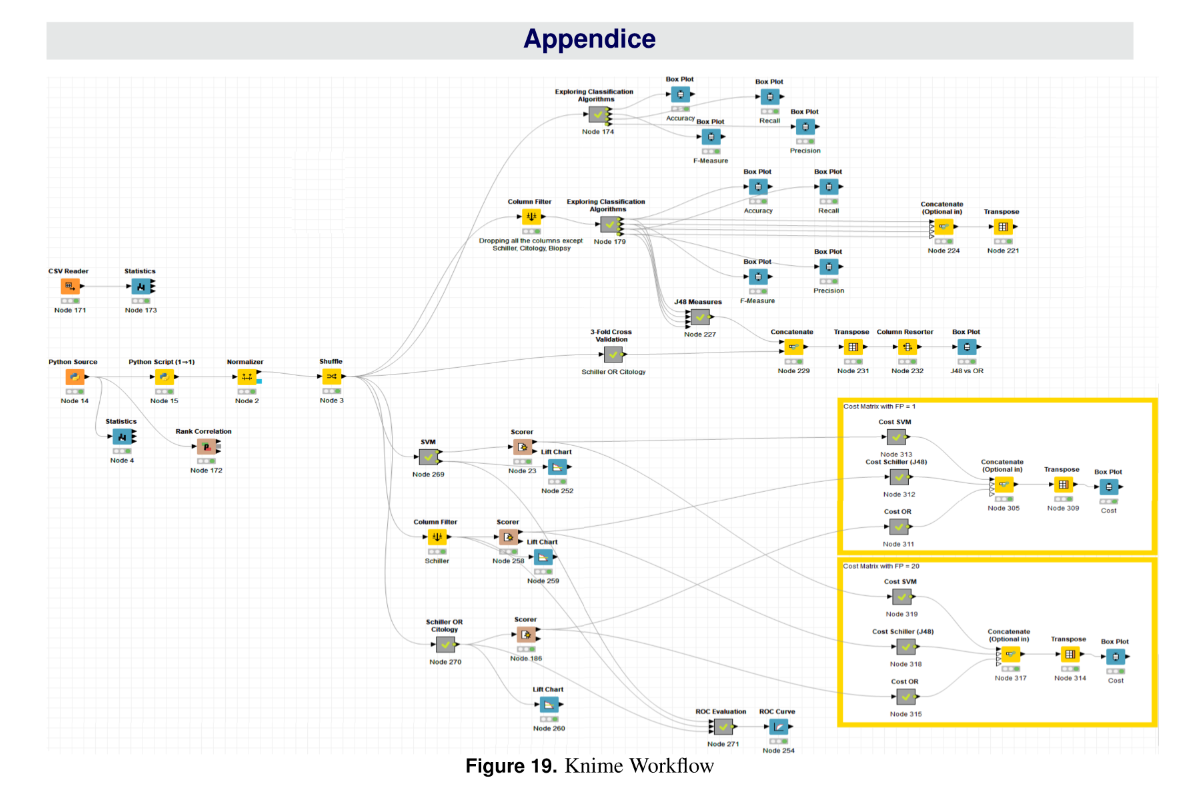 Appendice
Box Plot
Accuracy
Exploring Classification
Algorithms
Node 174
Box Plot
Recall
Box Plot
F-Measure
Box Plot
Precision
Column Filter
Dropping all the columns except
Schiller, Citology, Biopsy
Exploring Classification
Algorithms
Node 179
Box Plot
Accuracy
Box Plot
Recall
Box Plot
F-Measure
Box Plot
Precision
Concatenate
(Optional in)
Node 224
Transpose
Node 221
CSV Reader
Node 171
Statistics
Node 173
J48 Measures
Node 227
3-Fold Cross
Validation
Schiller OR Citology
Concatenate
Node 229
Transpose
Node 231
Column Resorter
Node 232
Box Plot
J48 vs OR
Python Source
Node 14
Python Script (1→1)
Node 15
Normalizer
Node 2
Shuffle
Node 3
Statistics
Node 4
Rank Correlation
Node 172
SVM
Node 269
Scorer
Node 23
Lift Chart
Node 252
Column Filter
Schiller
Scorer
Node 258
Lift Chart
Node 259
Schiller OR
Citology
Node 270
Scorer
Node 186
Lift Chart
Node 260
ROC Evaluation
Node 271
ROC Curve
Node 254
Cost Matrix with FP = 1
Cost SVM
Node 313
Cost Schiller (J48)
Node 312
Cost OR
Node 311
Concatenate
(Optional in)
Node 305
Transpose
Node 309
Box Plot
Cost
Cost Matrix with FP = 20
Cost SVM
Node 319
Cost Schiller (J48)
Node 318
Cost OR
Node 315
Concatenate
(Optional in)
Node 317
Transpose
Node 314
Box Plot
Cost
Figure 19. Knime Workflow